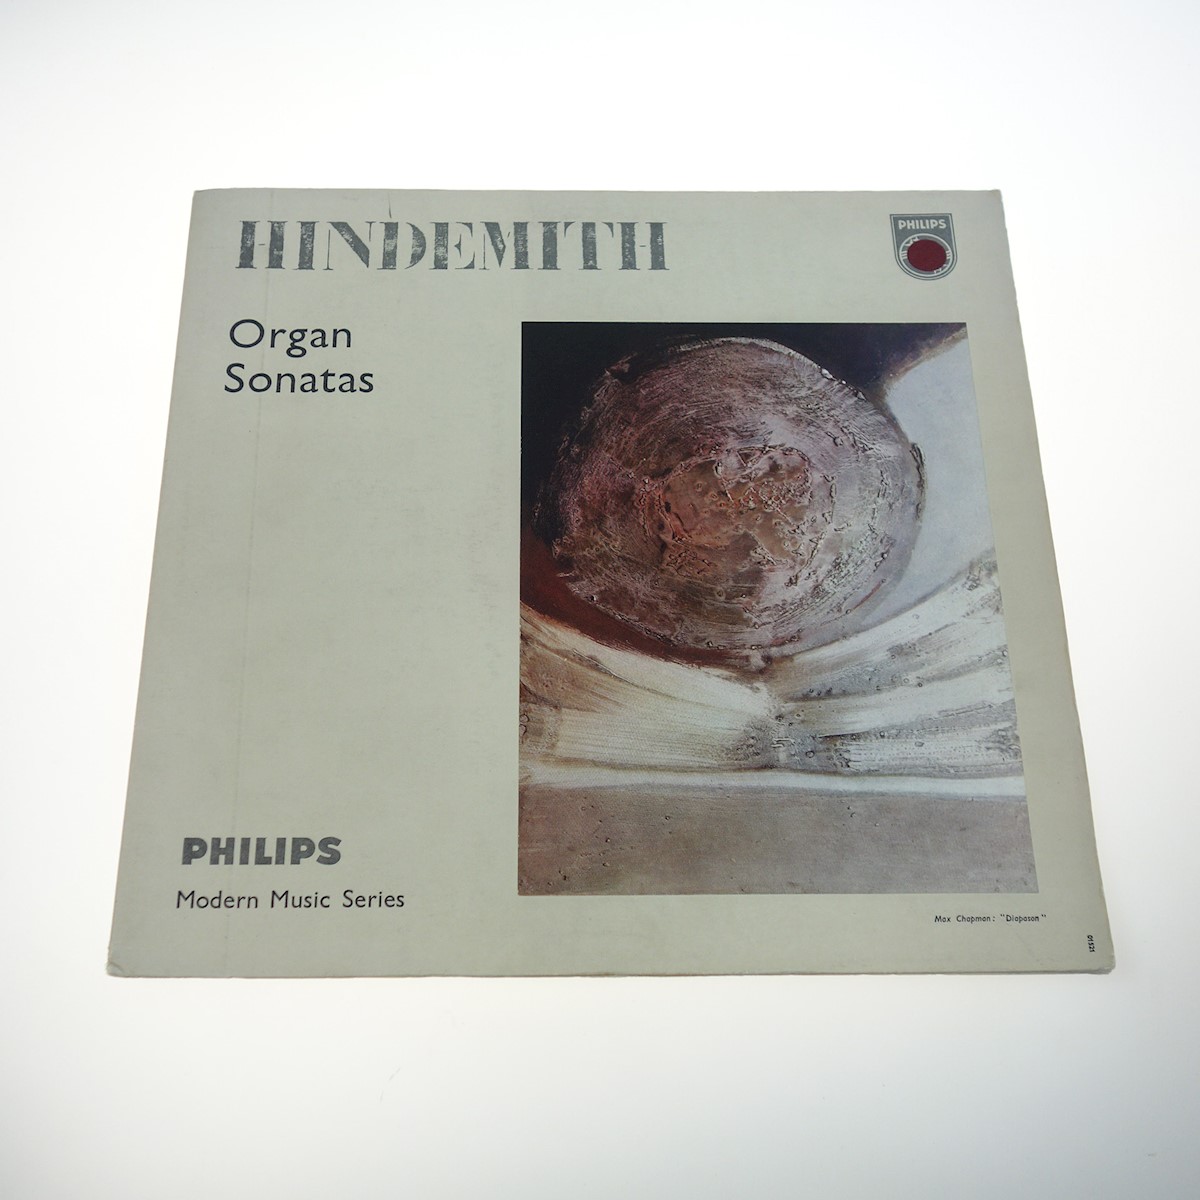 HINDEMITH
PHILIPS
Organ
Sonatas
PHILIPS
Modern Music Series
Max Chapman: "Diapason"